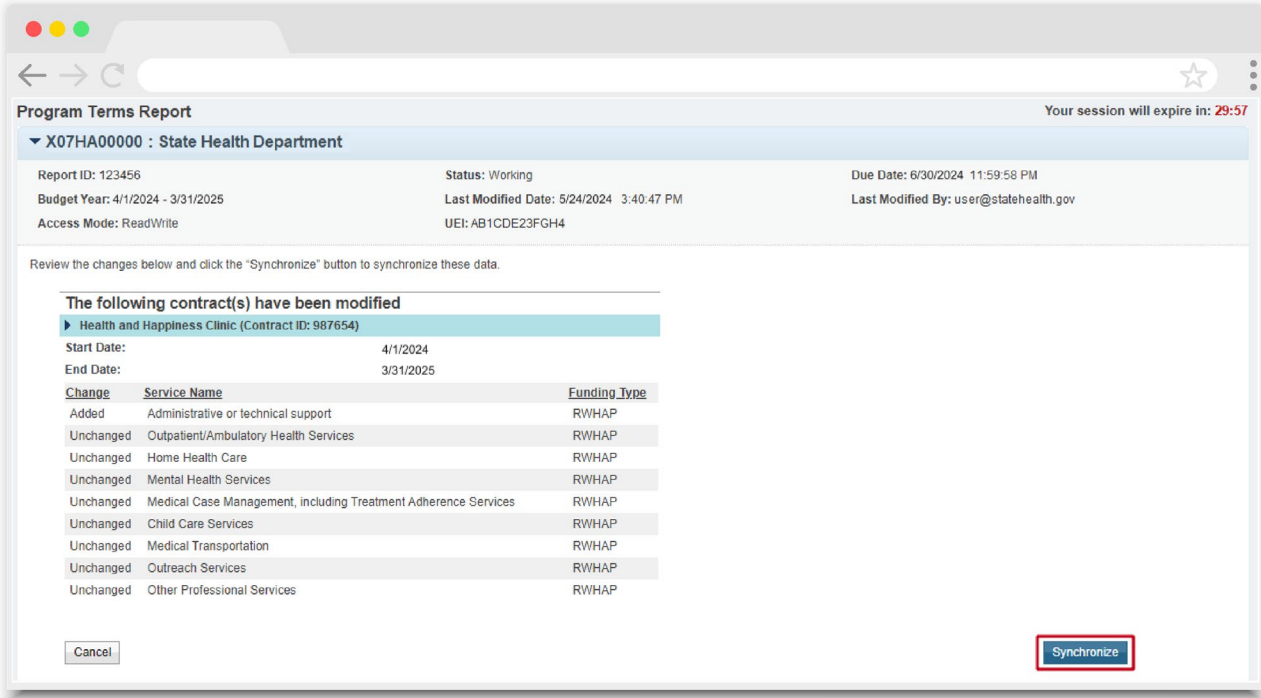 Program Terms Report Your session will expire in: 29:57
X07HA00000 : State Health Department
Report ID: 123456 Status: Working Due Date: 6/30/2024 11:59:58 PM
Budget Year: 4/1/2024 - 3/31/2025 Last Modified Date: 5/24/2024 3:40:47 PM Last Modified By: user@statehealth.gov
Access Mode: ReadWrite UEI: AB1CDE23FGH4
Review the changes below and click the “Synchronize” button to synchronize these data.
The following contract(s) have been modified
Health and Happiness Clinic (Contract ID: 987654)
Start Date: 4/1/2024
End Date: 3/31/2025
Change Service Name Funding Type
Added Administrative or technical support RWHAP
Unchanged Outpatient/Ambulatory Health Services RWHAP
Unchanged Home Health Care RWHAP
Unchanged Mental Health Services RWHAP
Unchanged Medical Case Management, including Treatment Adherence Services RWHAP
Unchanged Child Care Services RWHAP
Unchanged Medical Transportation RWHAP
Unchanged Outreach Services RWHAP
Unchanged Other Professional Services RWHAP
Cancel Synchronize